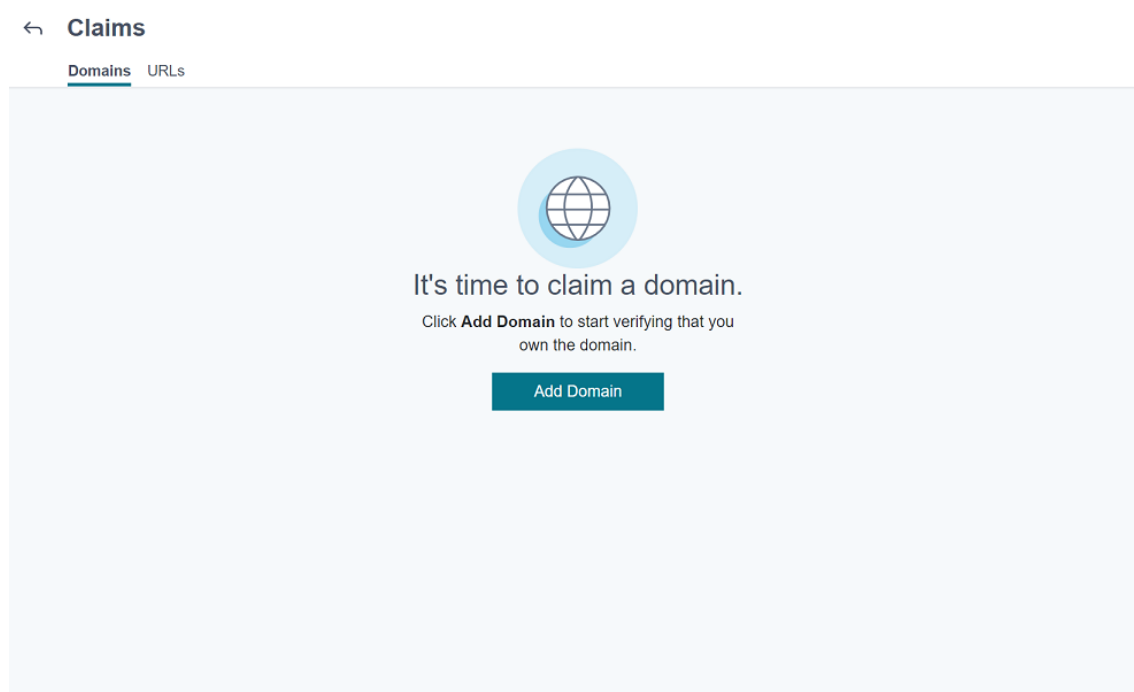 Claims
Domains URLs
It's time to claim a domain.
Click Add Domain to start verifying that you
own the domain.
Add Domain